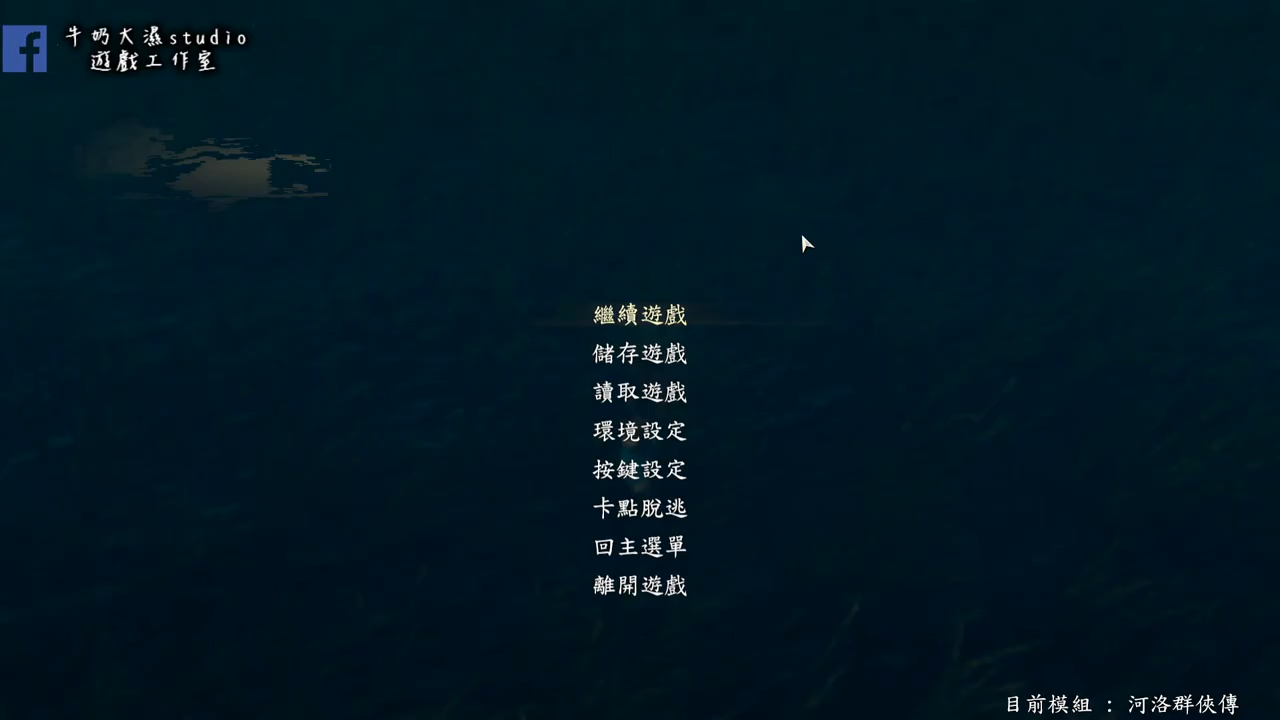 牛奶大濕studio
遊戲工作室
繼續遊戲
儲存遊戲
讀取遊戲
環境設定
按鍵設定
卡點脫逃
回主選單
離開遊戲
目前模組 : 河洛群俠傳